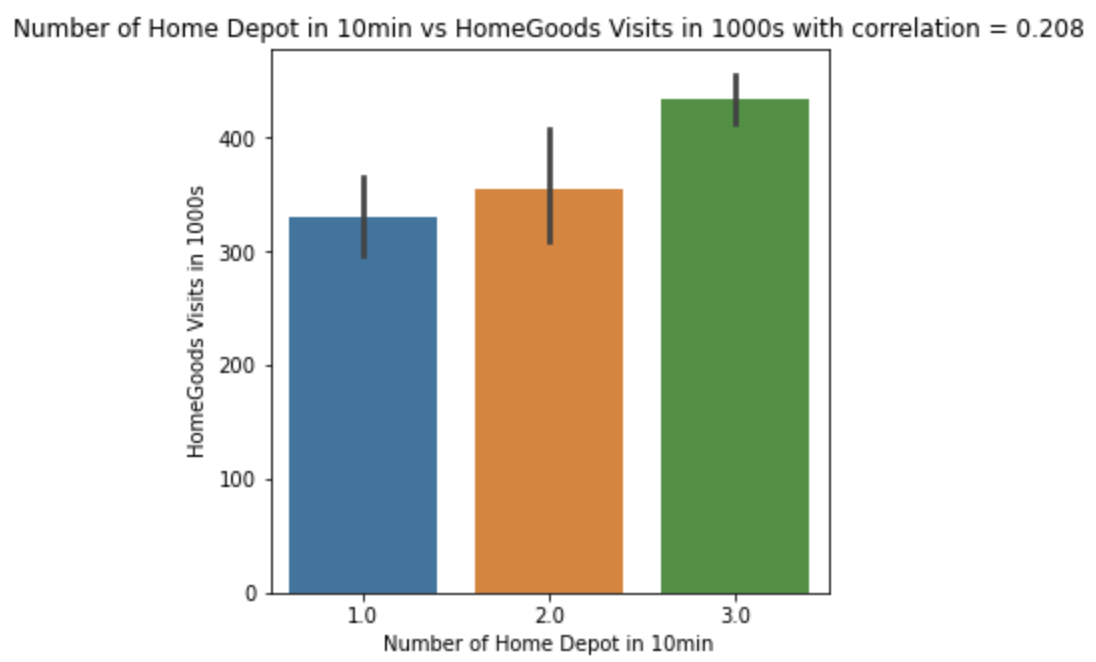 Number of Home Depot in 10min vs HomeGoods Visits in 1000s with correlation = 0.208
HomeGoods Visits in 1000s
400
300
200
100
0
1.0 2.0 3.0
Number of Home Depot in 10min